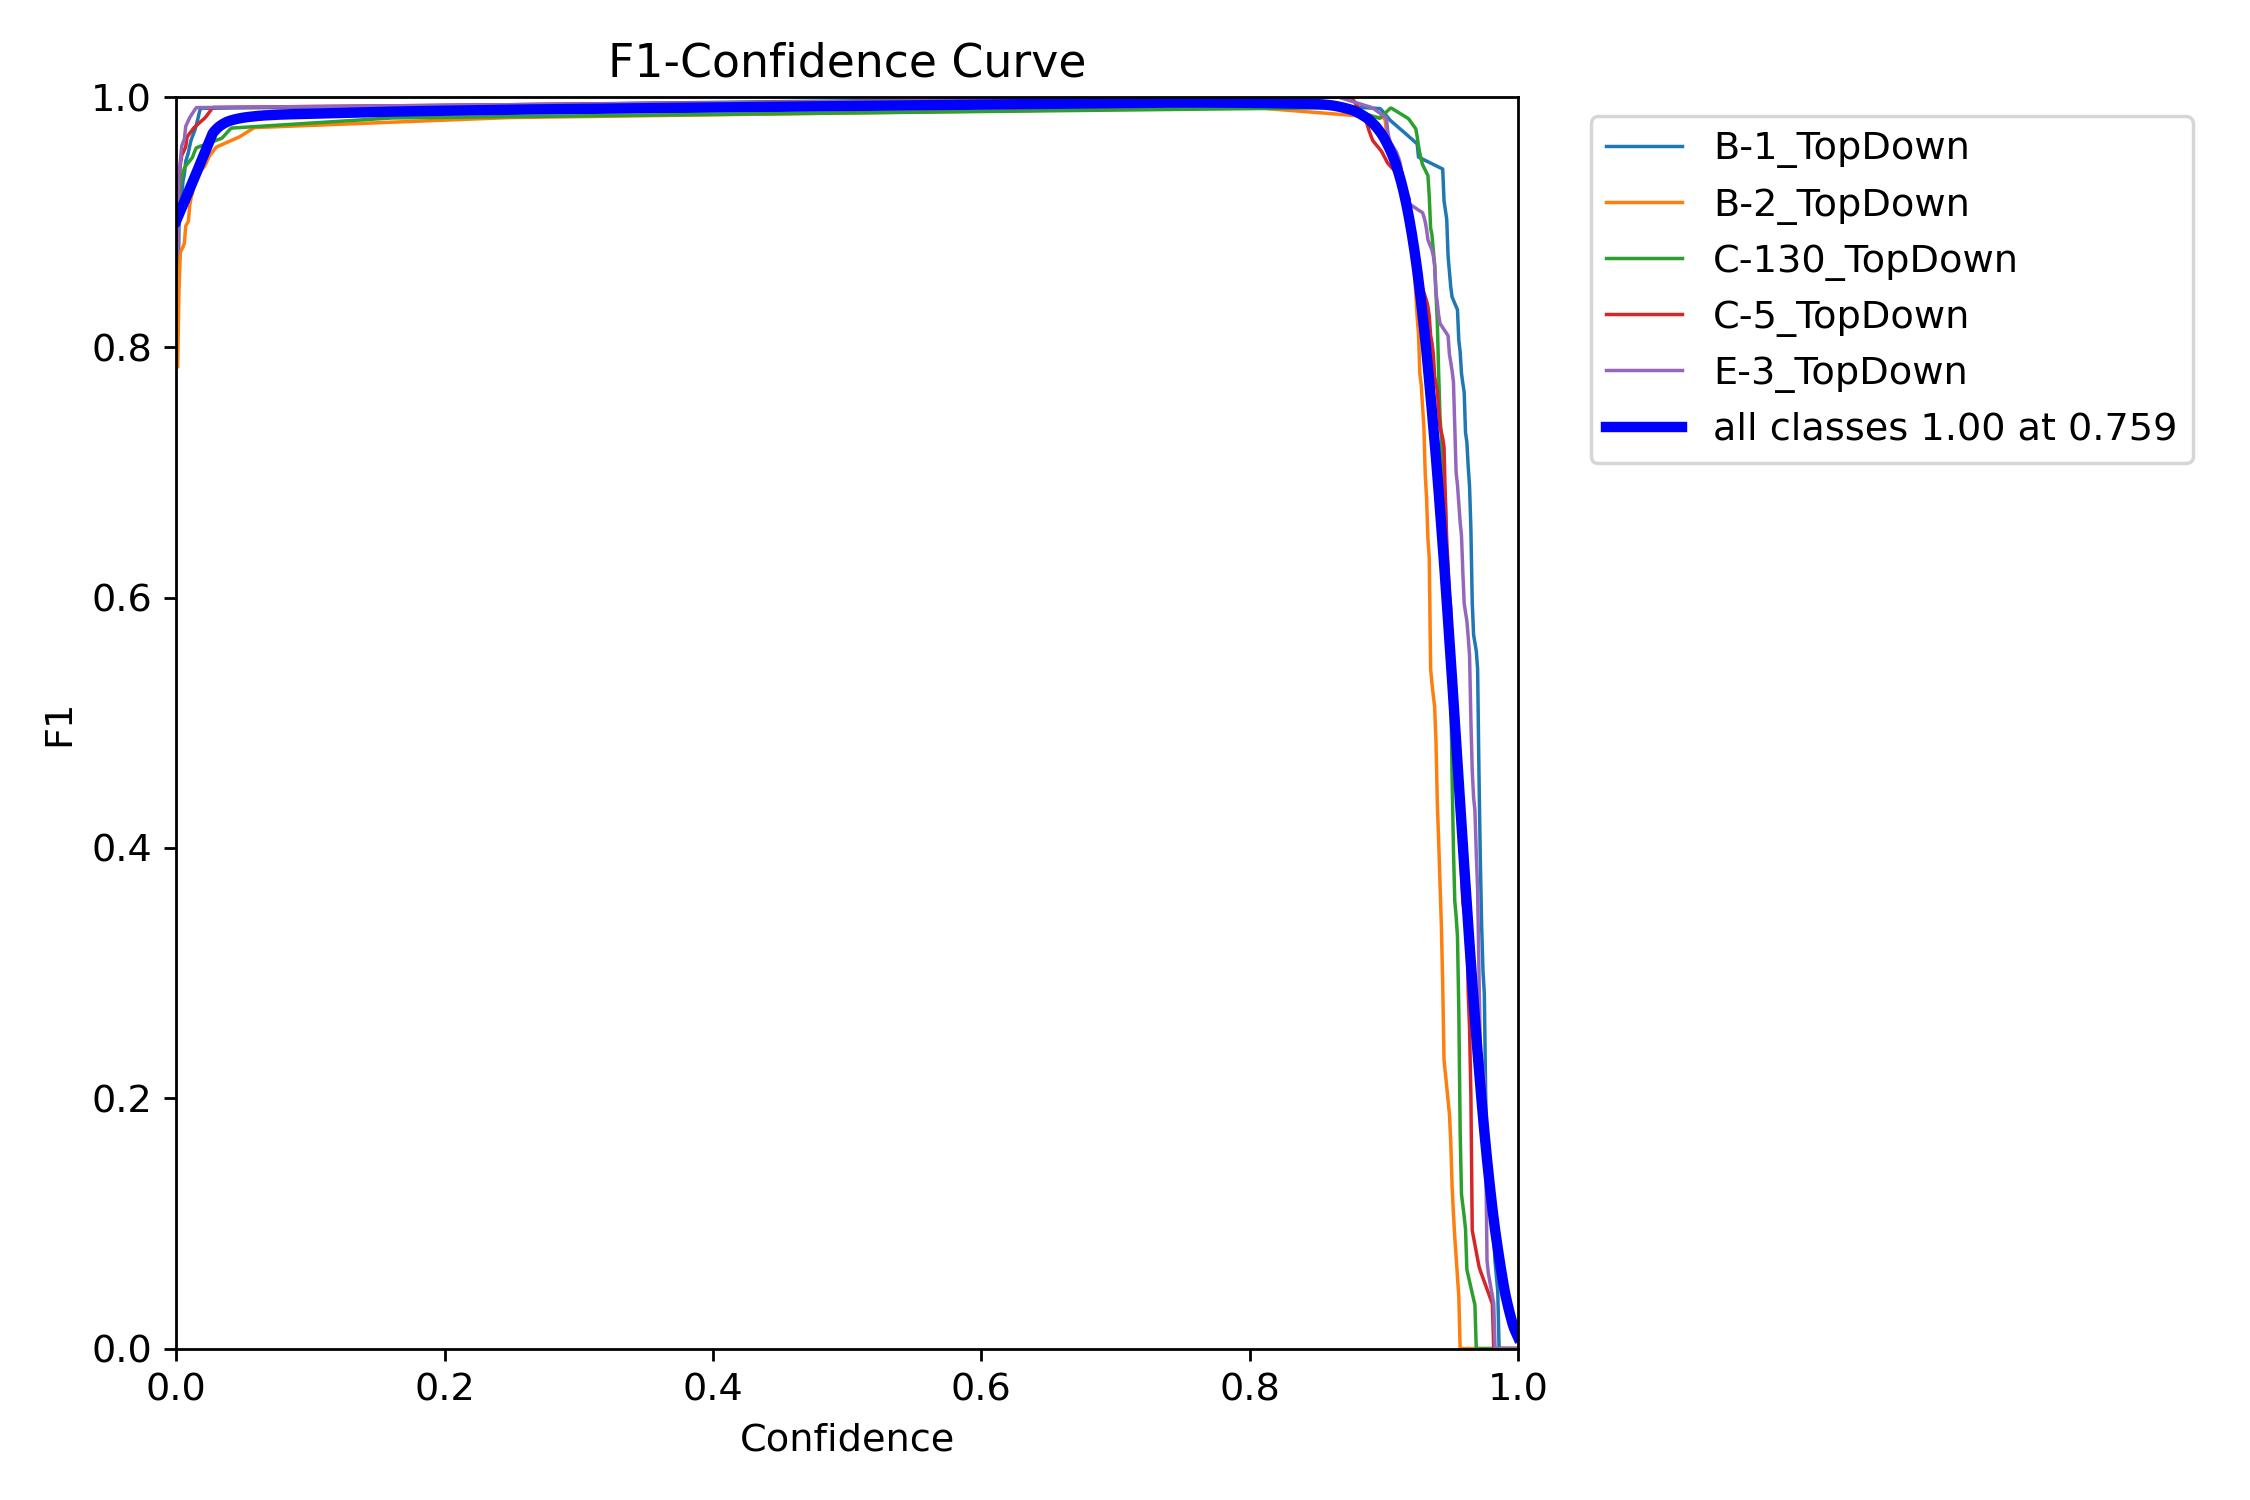 F1-Confidence Curve
1.0
0.8
0.6
0.4
0.2
0.0
F1
0.0 0.2 0.4 0.6 0.8 1.0
Confidence
B-1_TopDown
B-2_TopDown
C-130_TopDown
C-5_TopDown
E-3_TopDown
all classes 1.00 at 0.759